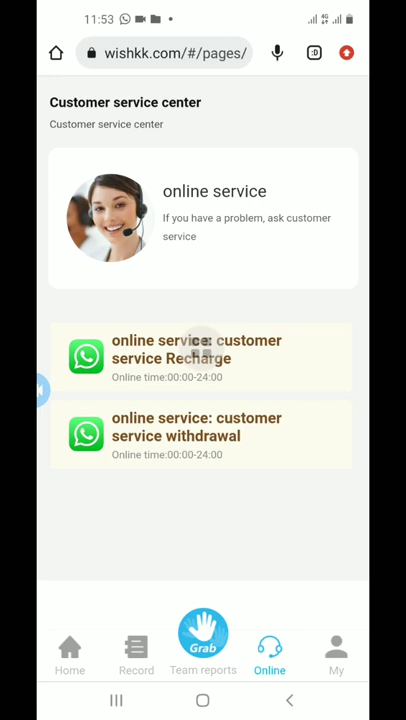 11:53
4G
wishkk.com/#/pages/
:D
Customer service center
Customer service center
online service
If you have a problem, ask customer
service
online service: customer
service Recharge
Online time:00:00-24:00
online service: customer
service withdrawal
Online time:00:00-24:00
Grab
Home
Record
Team reports
Online
My